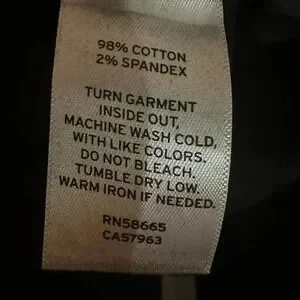 98% COTTON
2% SPANDEX
TURN GARMENT
INSIDE OUT,
MACHINE WASH COLD,
WITH LIKE COLORS.
DO NOT BLEACH.
TUMBLE DRY LOW.
WARM IRON IF NEEDED.
RN58665
CA57963